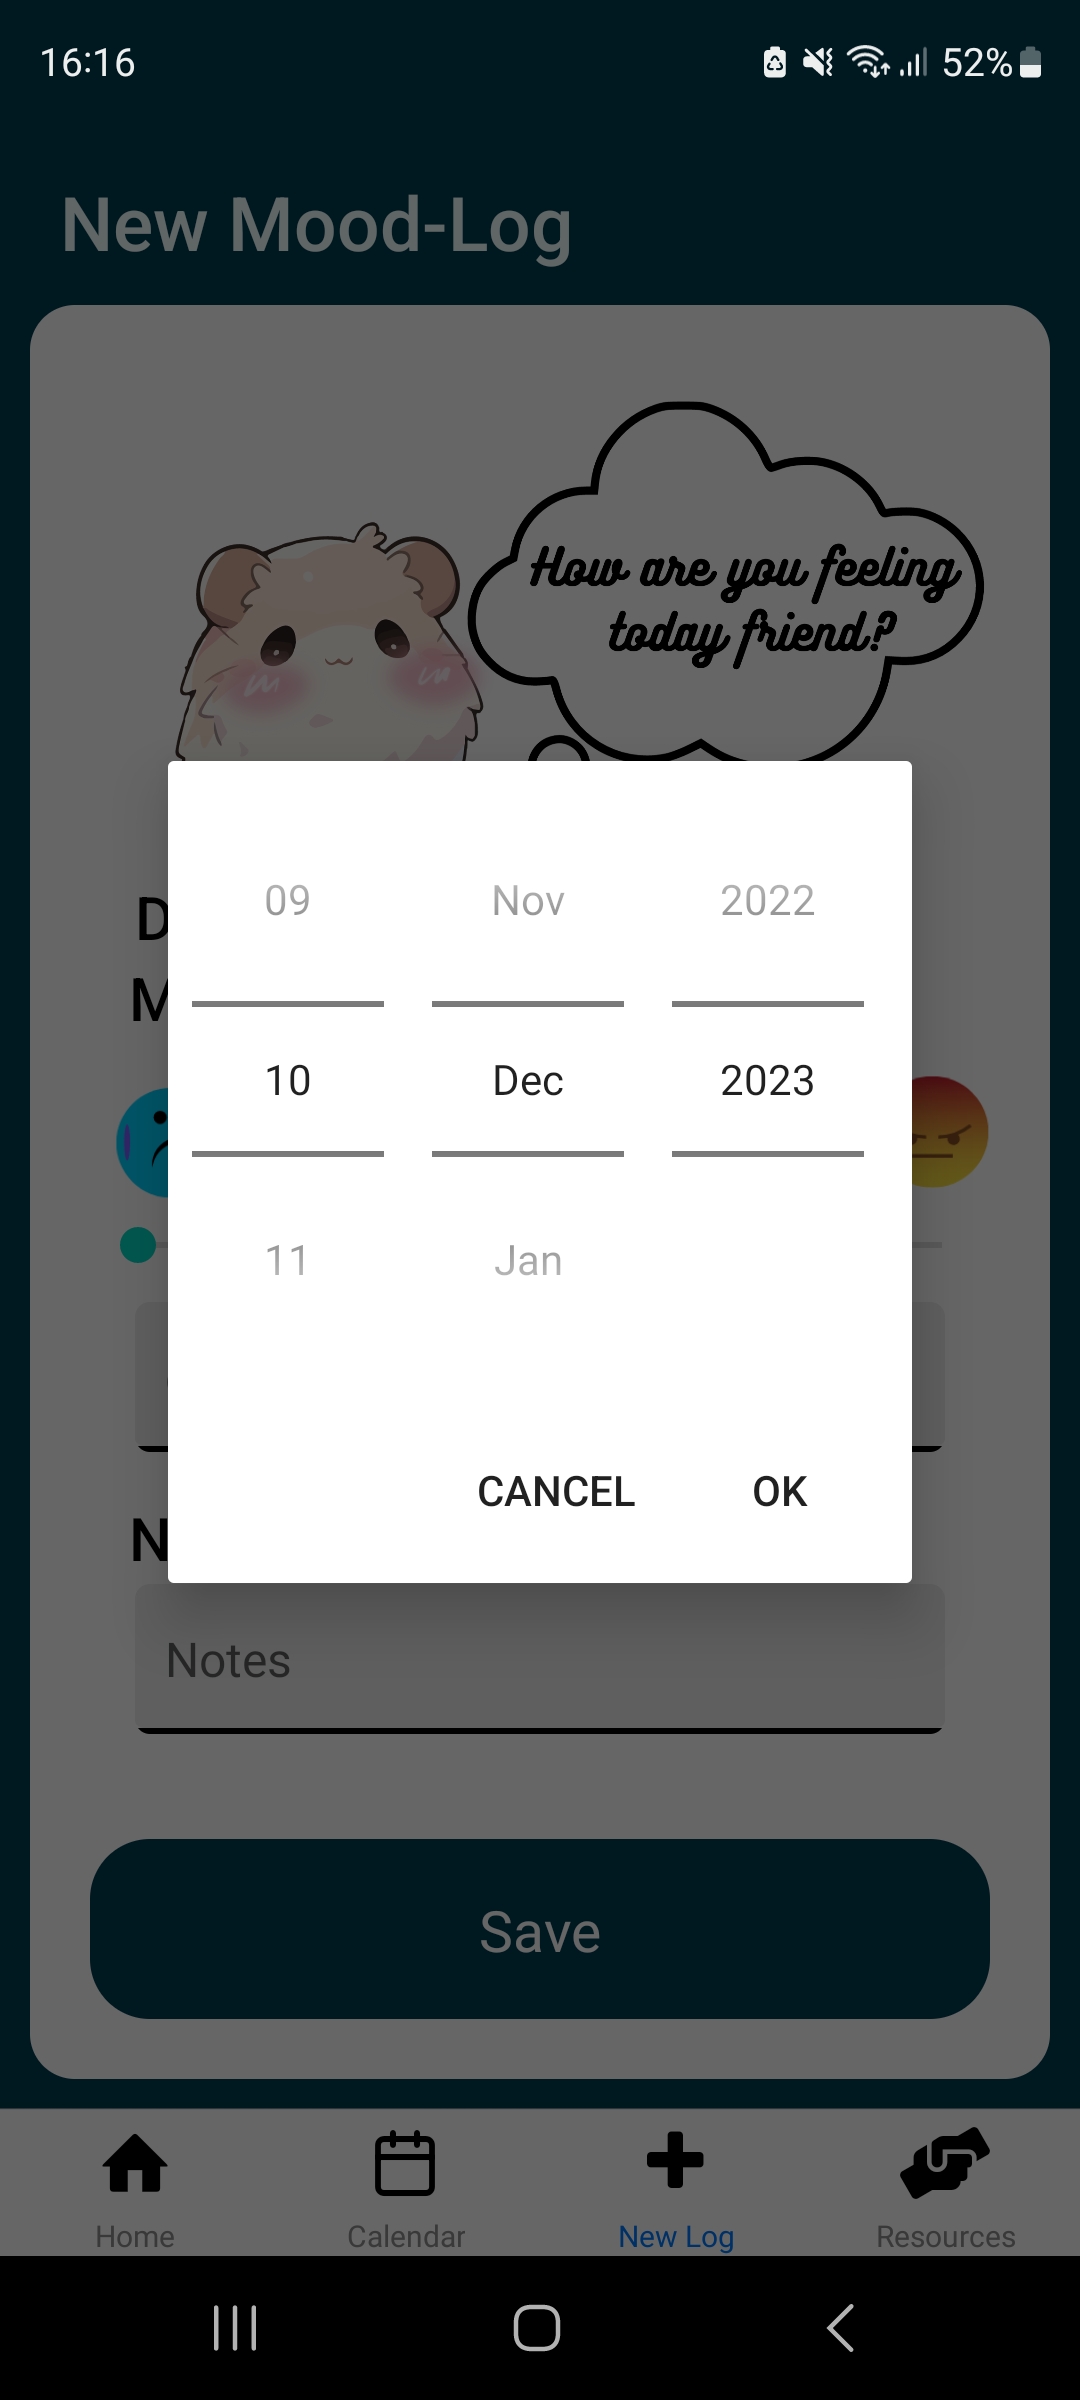 16:16 52%
New Mood-Log
How are you feeling
today friend?
09 Nov 2022
D
M
10 Dec 2023
11 Jan
CANCEL OK
N
Notes
Save
Home Calendar New Log Resources